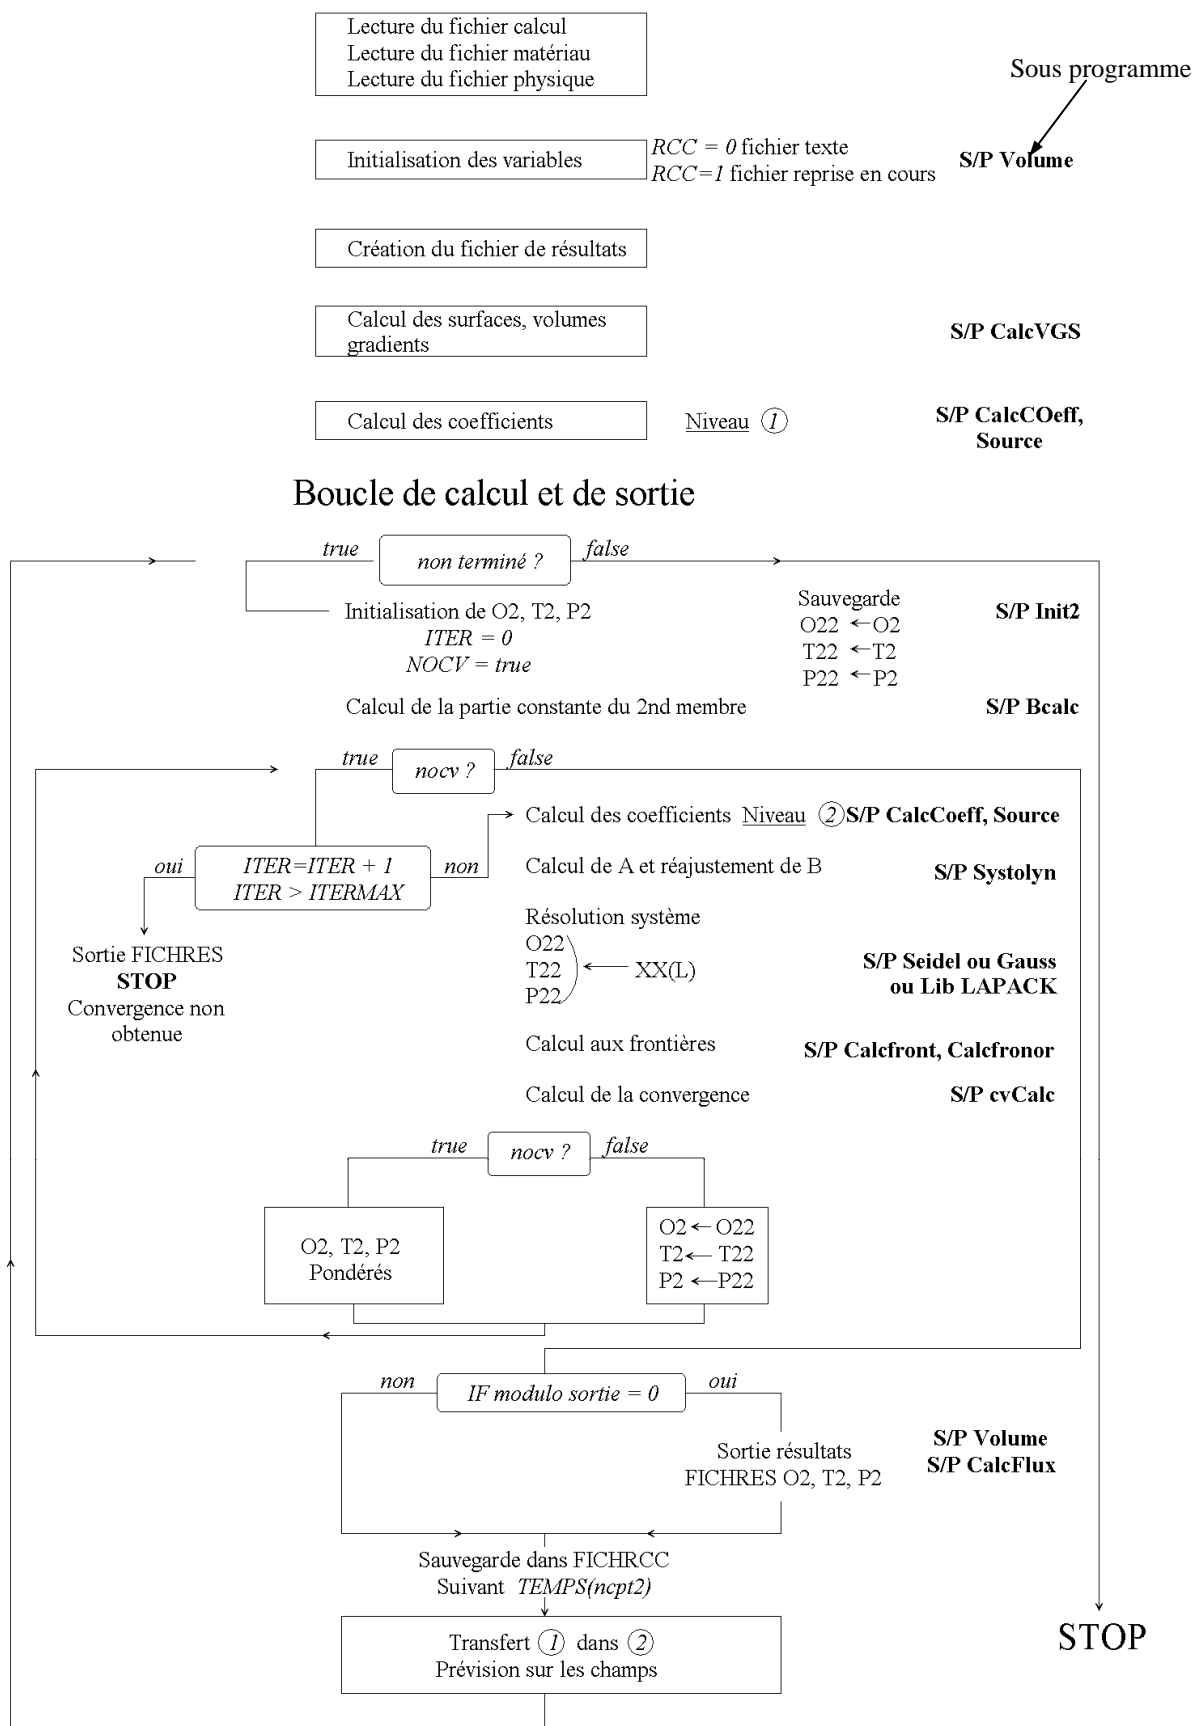 Lecture du fichier calcul
Lecture du fichier matériau
Lecture du fichier physique
Sous programme
Initialisation des variables
RCC = 0 fichier texte
RCC=1 fichier reprise en cours
S/P Volume
Création du fichier de résultats
Calcul des surfaces, volumes
gradients
S/P CalcVGS
Calcul des coefficients
Niveau 1
S/P CalcCOeff,
Source
Boucle de calcul et de sortie
true
non terminé ?
false
Initialisation de O2, T2, P2
ITER = 0
NOCV = true
Sauvegarde
O22 ← O2
T22 ← T2
P22 ← P2
S/P Init2
Calcul de la partie constante du 2nd membre
S/P Bcalc
true
nocv ?
false
Calcul des coefficients Niveau 2 S/P CalcCoeff, Source
oui
ITER=ITER + 1
ITER > ITERMAX
non
Calcul de A et réajustement de B
S/P Systolyn
Sortie FICHRES
STOP
Convergence non
obtenue
Résolution système
O22
T22 ← XX(L)
P22
S/P Seidel ou Gauss
ou Lib LAPACK
Calcul aux frontières
S/P Calcfront, Calcfronor
Calcul de la convergence
S/P cvCalc
true
nocv ?
false
O2, T2, P2
Pondérés
O2 ← O22
T2 ← T22
P2 ← P22
non
IF modulo sortie = 0
oui
Sortie résultats
FICHRES O2, T2, P2
S/P Volume
S/P CalcFlux
Sauvegarde dans FICHRCC
Suivant TEMPS(ncpt2)
Transfert 1 dans 2
Prévision sur les champs
STOP